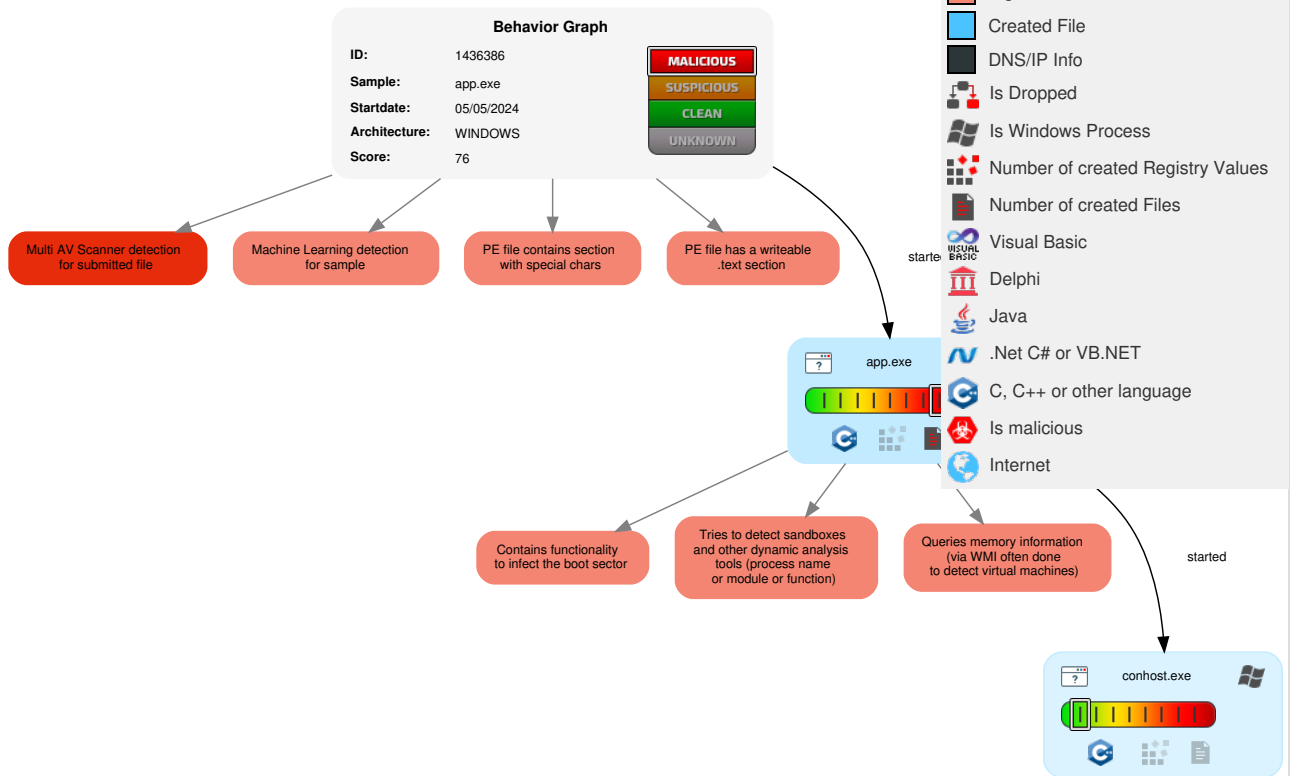 Behavior Graph
ID: 1436386
Sample: app.exe
Startdate: 05/05/2024
Architecture: WINDOWS
Score: 76
MALICIOUS
SUSPICIOUS
CLEAN
UNKNOWN
Created File
DNS/IP Info
Is Dropped
Is Windows Process
Number of created Registry Values
Number of created Files
VISUAL
BASIC
Visual Basic
Delphi
Java
.Net C# or VB.NET
C, C++ or other language
Is malicious
Internet
Multi AV Scanner detection
for submitted file
Machine Learning detection
for sample
PE file contains section
with special chars
PE file has a writeable
.text section
?
app.exe
Contains functionality
to infect the boot sector
Tries to detect sandboxes
and other dynamic analysis
tools (process name
or module or function)
Queries memory information
(via WMI often done
to detect virtual machines)
started
?
conhost.exe